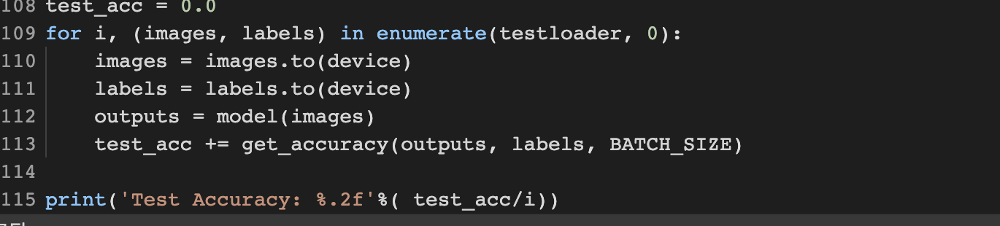 108 test_acc = 0.0
109 for i, (images, labels) in enumerate(testloader, 0):
110     images = images.to(device)
111     labels = labels.to(device)
112     outputs = model(images)
113     test_acc += get_accuracy(outputs, labels, BATCH_SIZE)
114
115 print('Test Accuracy: %.2f'%( test_acc/i))